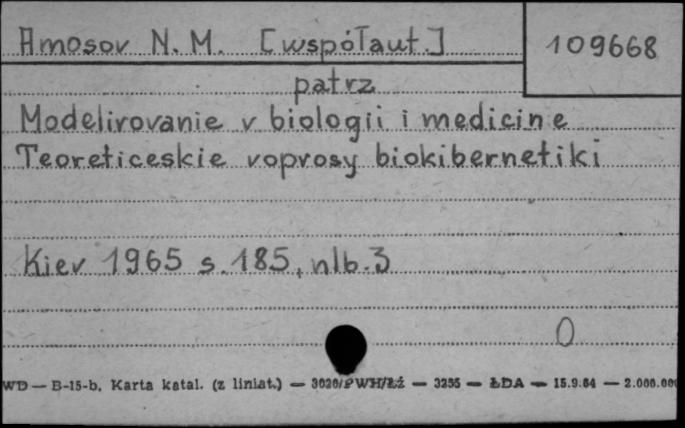 Amosov N. M. [współaut.] 109668
patrz
Modelirovanie v biologii i medicine
Teoreticeskie voprosy biokibernetiki
Kiev 1965 s. 185, nlb. 3
0
WD — B-15-b, Karta katal. (z liniat.) — 3020/PWH/Łż — 3255 — ŁDA — 15.9.64 — 2.000.000